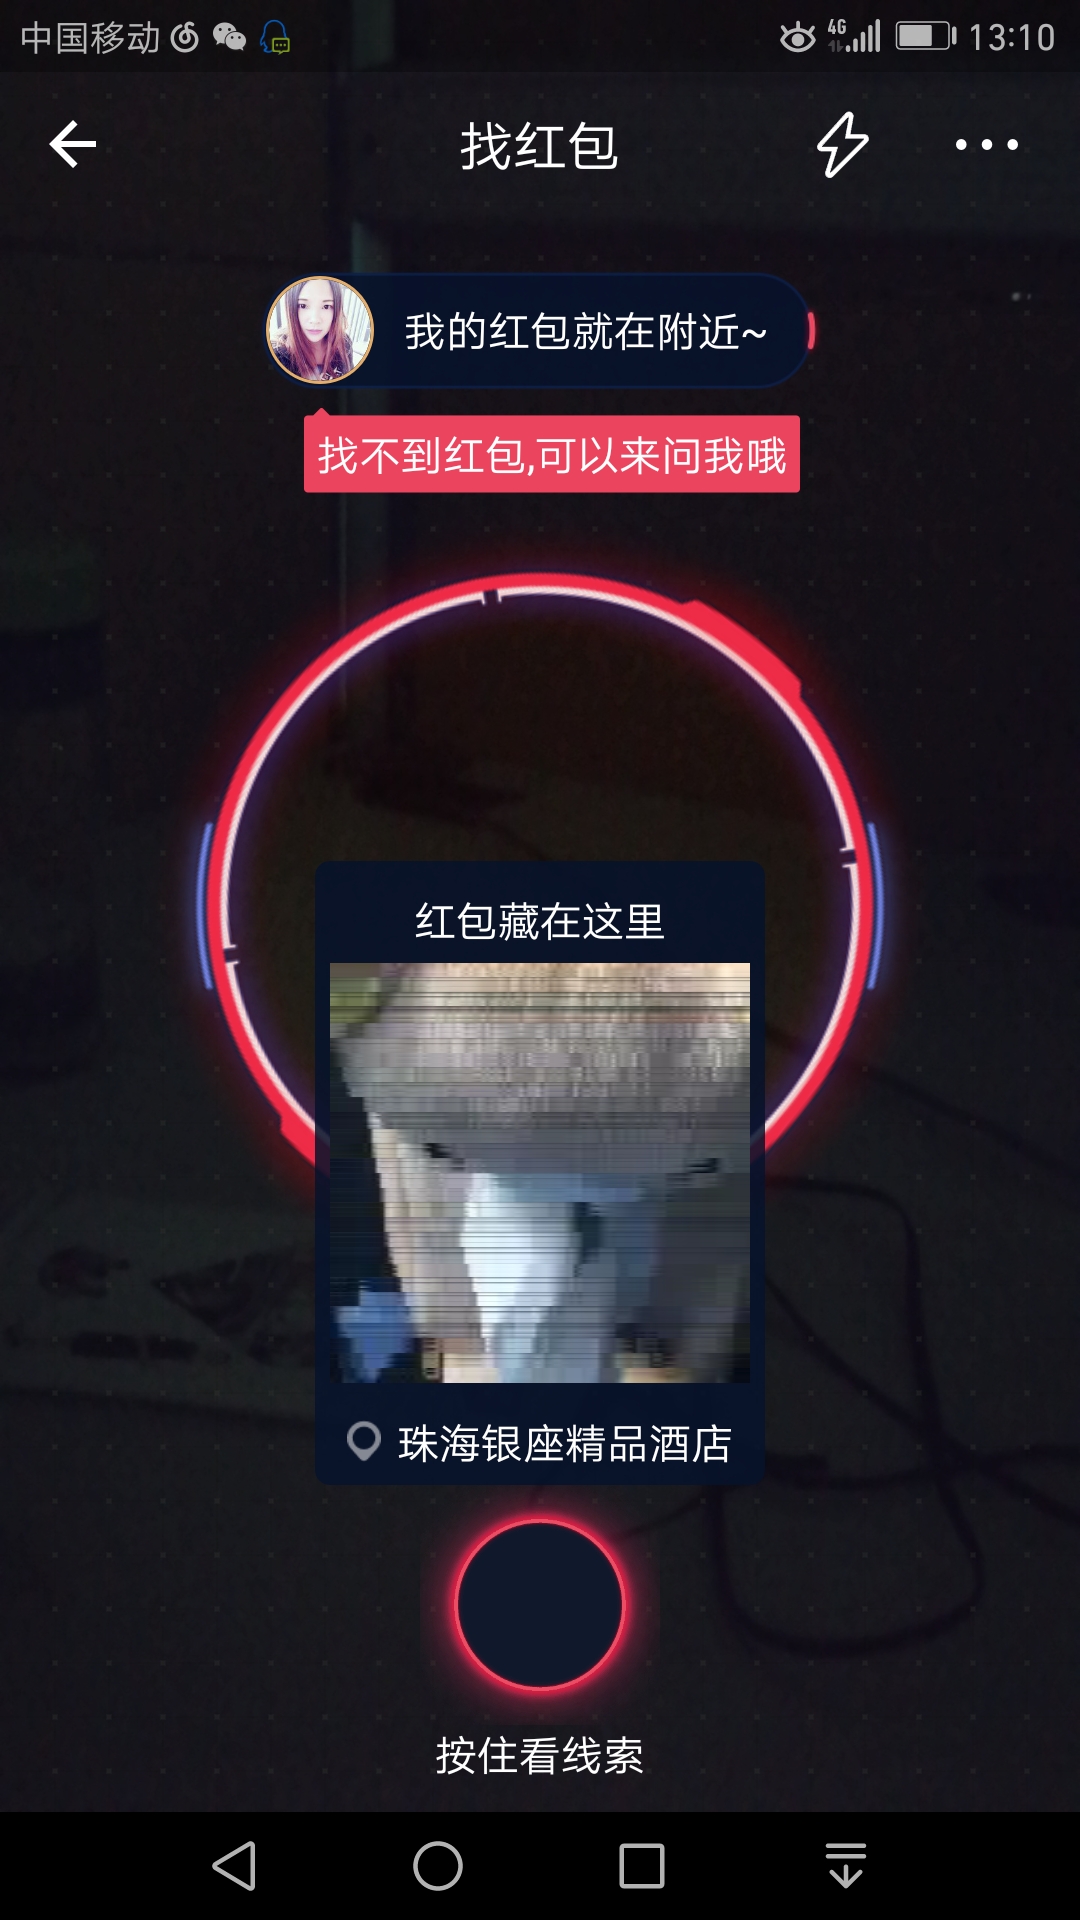 中国移动 4G 13:10
找红包
我的红包就在附近~
找不到红包,可以来问我哦
红包藏在这里
珠海银座精品酒店
按住看线索